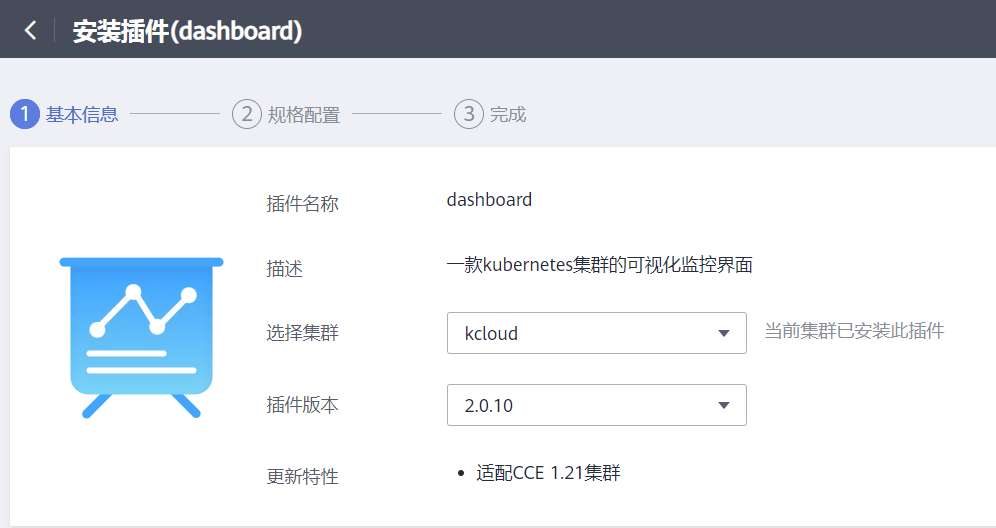 安装插件(dashboard)
1 基本信息 2 规格配置 3 完成
插件名称 dashboard
描述 一款kubernetes集群的可视化监控界面
选择集群 kcloud 当前集群已安装此插件
插件版本 2.0.10
更新特性 • 适配CCE 1.21集群